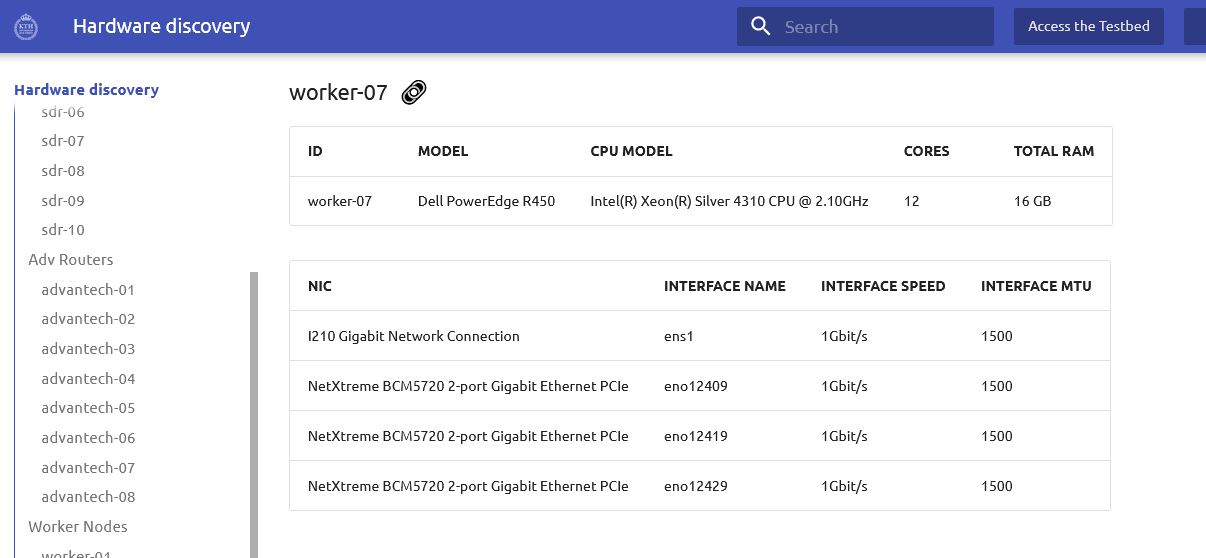 KTH
Hardware discovery
Search
Access the Testbed
Hardware discovery
sdr-06
sdr-07
sdr-08
sdr-09
sdr-10
Adv Routers
advantech-01
advantech-02
advantech-03
advantech-04
advantech-05
advantech-06
advantech-07
advantech-08
Worker Nodes
worker-01
worker-07
ID MODEL CPU MODEL CORES TOTAL RAM
worker-07 Dell PowerEdge R450 Intel(R) Xeon(R) Silver 4310 CPU @ 2.10GHz 12 16 GB
NIC INTERFACE NAME INTERFACE SPEED INTERFACE MTU
I210 Gigabit Network Connection ens1 1Gbit/s 1500
NetXtreme BCM5720 2-port Gigabit Ethernet PCIe eno12409 1Gbit/s 1500
NetXtreme BCM5720 2-port Gigabit Ethernet PCIe eno12419 1Gbit/s 1500
NetXtreme BCM5720 2-port Gigabit Ethernet PCIe eno12429 1Gbit/s 1500